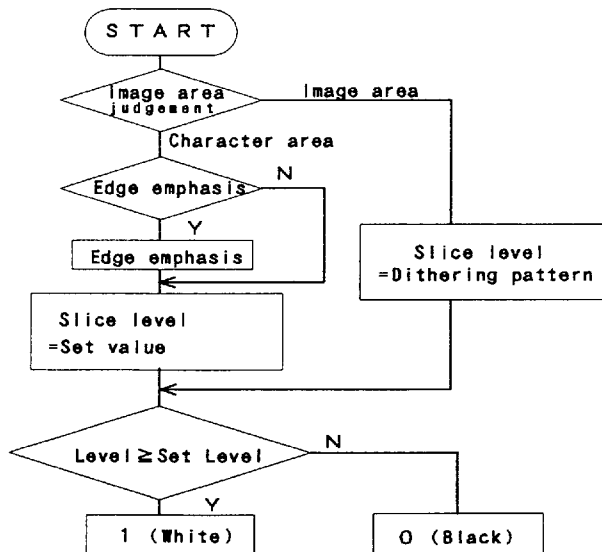 START
Image area
judgement
Image area
Character area
N
Edge emphasis
Y
Edge emphasis
Slice level
=Dithering pattern
Slice level
=Set value
Level≧Set Level
N
Y
1 (White)
0 (Black)